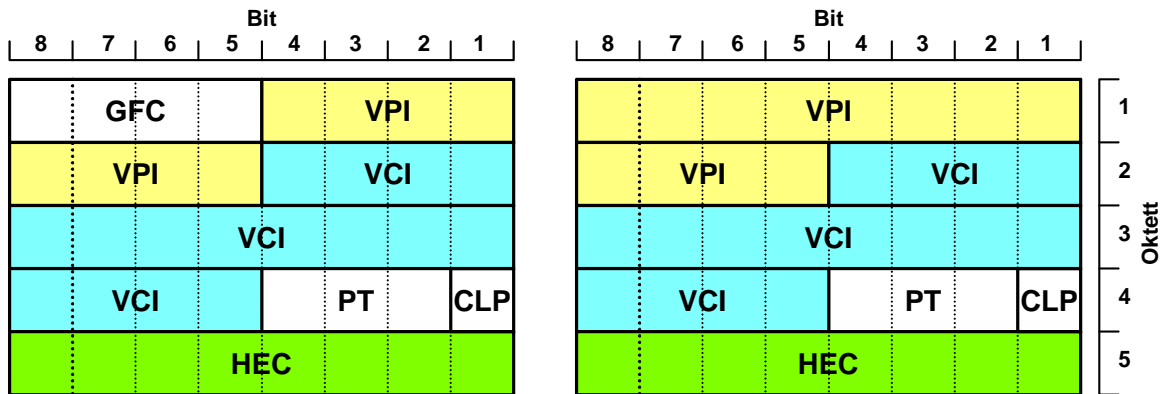 Bit Bit
8 7 6 5 4 3 2 1 8 7 6 5 4 3 2 1
GFC VPI VPI 1
VPI VCI VPI VCI 2
VCI VCI 3
VCI PT CLP VCI PT CLP 4
HEC HEC 5
Oktett